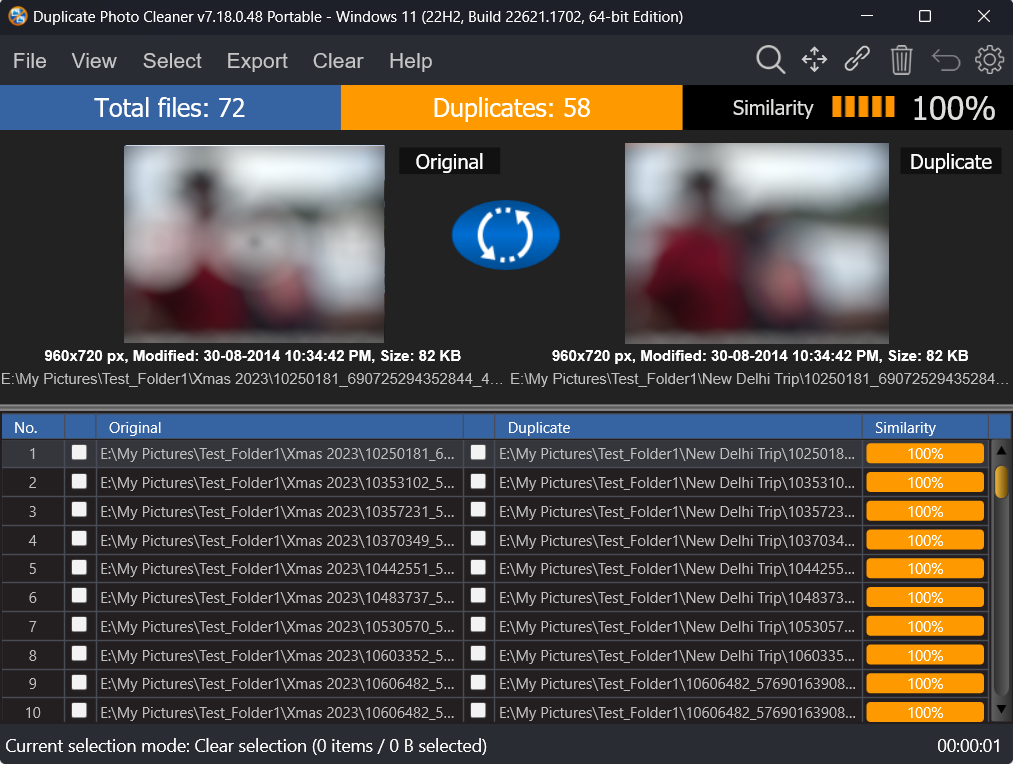 Duplicate Photo Cleaner v7.18.0.48 Portable - Windows 11 (22H2, Build 22621.1702, 64-bit Edition)
File View Select Export Clear Help
Total files: 72 Duplicates: 58 Similarity 100%
Original Duplicate
960x720 px, Modified: 30-08-2014 10:34:42 PM, Size: 82 KB 960x720 px, Modified: 30-08-2014 10:34:42 PM, Size: 82 KB
E:\My Pictures\Test_Folder1\Xmas 2023\10250181_690725294352844_4... E:\My Pictures\Test_Folder1\New Delhi Trip\10250181_69072529435284...
No. Original Duplicate Similarity
1 E:\My Pictures\Test_Folder1\Xmas 2023\10250181_6... E:\My Pictures\Test_Folder1\New Delhi Trip\1025018... 100%
2 E:\My Pictures\Test_Folder1\Xmas 2023\10353102_5... E:\My Pictures\Test_Folder1\New Delhi Trip\1035310... 100%
3 E:\My Pictures\Test_Folder1\Xmas 2023\10357231_5... E:\My Pictures\Test_Folder1\New Delhi Trip\1035723... 100%
4 E:\My Pictures\Test_Folder1\Xmas 2023\10370349_5... E:\My Pictures\Test_Folder1\New Delhi Trip\1037034... 100%
5 E:\My Pictures\Test_Folder1\Xmas 2023\10442551_5... E:\My Pictures\Test_Folder1\New Delhi Trip\1044255... 100%
6 E:\My Pictures\Test_Folder1\Xmas 2023\10483737_5... E:\My Pictures\Test_Folder1\New Delhi Trip\1048373... 100%
7 E:\My Pictures\Test_Folder1\Xmas 2023\10530570_5... E:\My Pictures\Test_Folder1\New Delhi Trip\1053057... 100%
8 E:\My Pictures\Test_Folder1\Xmas 2023\10603352_5... E:\My Pictures\Test_Folder1\New Delhi Trip\1060335... 100%
9 E:\My Pictures\Test_Folder1\Xmas 2023\10606482_5... E:\My Pictures\Test_Folder1\10606482_57690163908... 100%
10 E:\My Pictures\Test_Folder1\Xmas 2023\10606482_5... E:\My Pictures\Test_Folder1\10606482_57690163908... 100%
Current selection mode: Clear selection (0 items / 0 B selected) 00:00:01